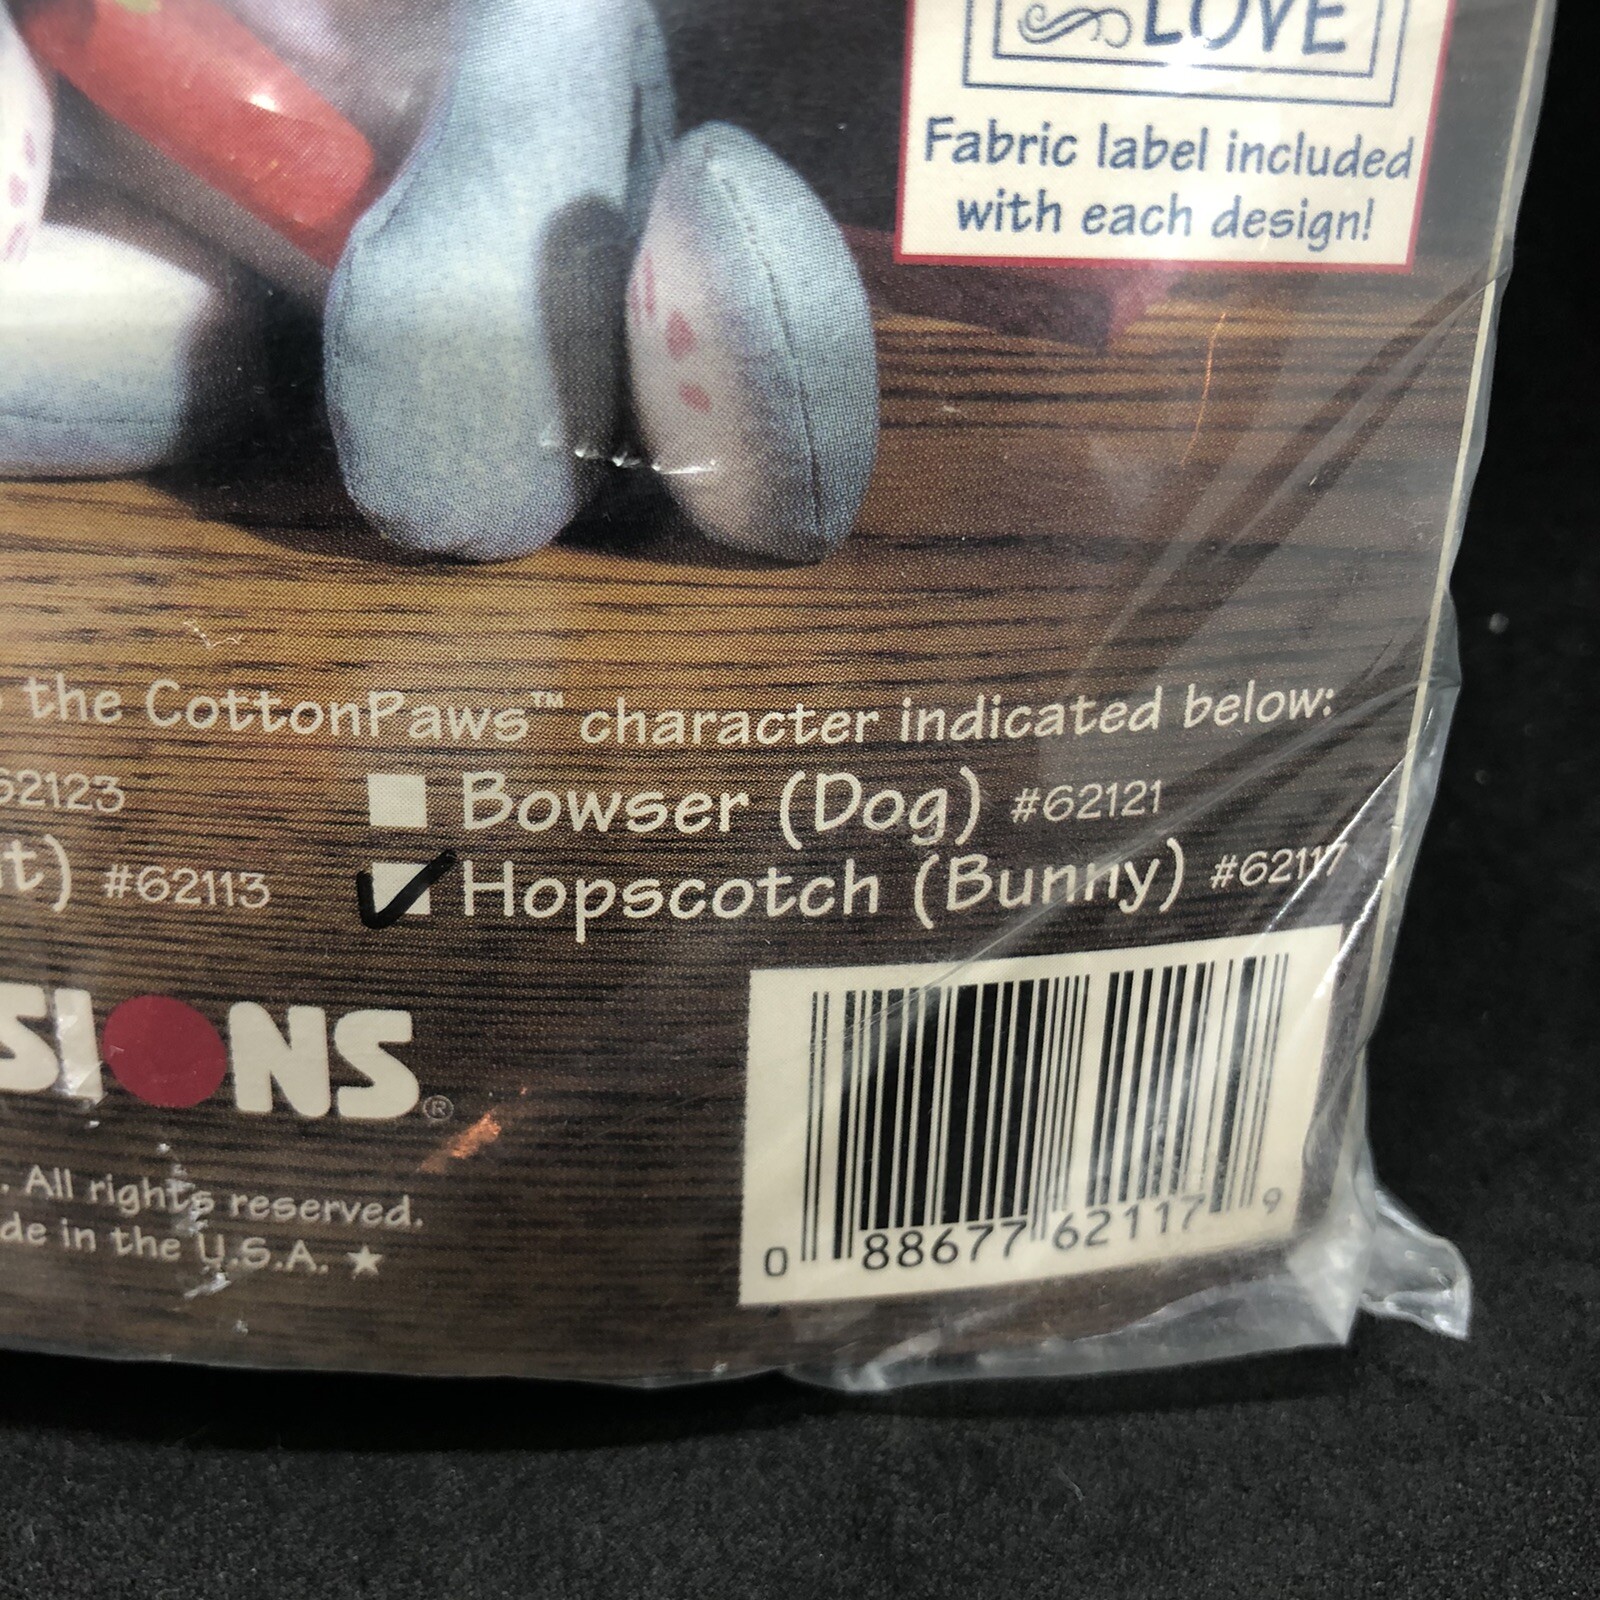 LOVE
Fabric label included
with each design!
the CottonPaws™ character indicated below:
62123
Bowser (Dog) #62121
t) #62113
Hopscotch (Bunny) #62117
SIONS®
. All rights reserved.
de in the U.S.A. ★
0 88677 62117 9